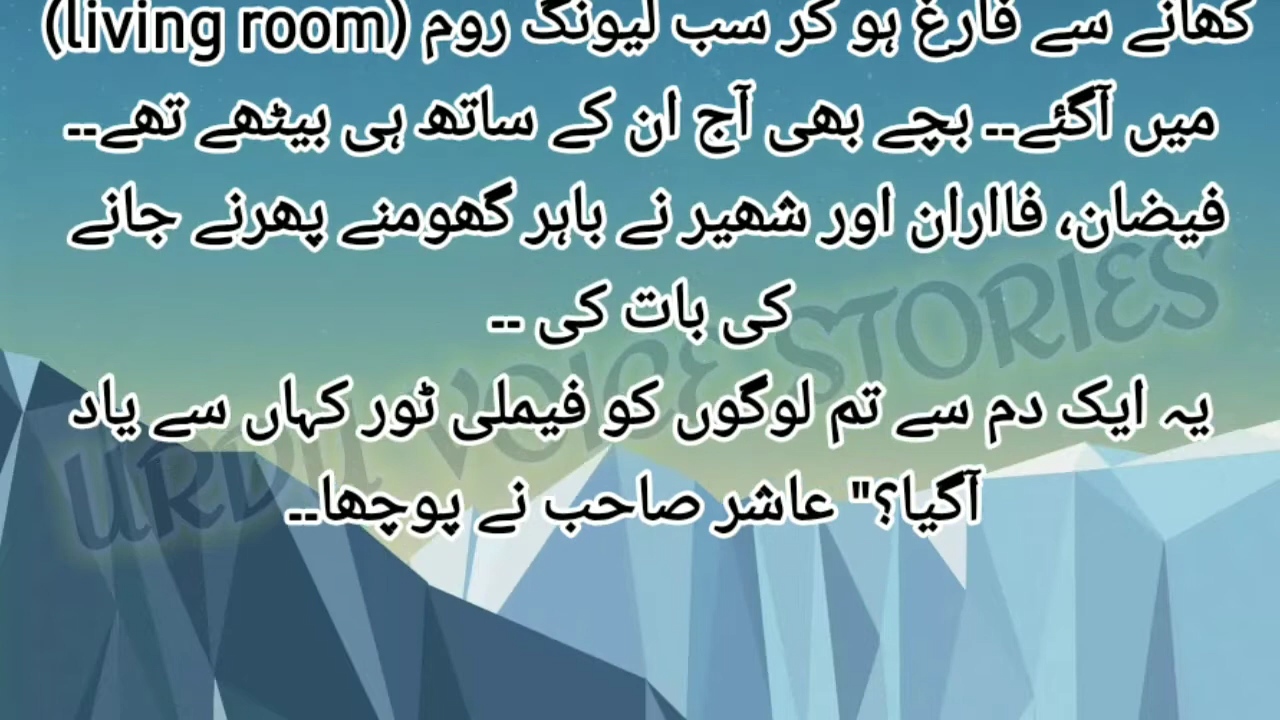 کھانے سے فارغ ہو کر سب لیونگ روم (living room)
میں آگئے۔۔ بچے بھی آج ان کے ساتھ ہی بیٹھے تھے۔۔
فیضان، فااران اور شھیر نے باہر گھومنے پھرنے جانے
کی بات کی ۔۔
یہ ایک دم سے تم لوگوں کو فیملی ٹور کہاں سے یاد
آگیا؟" عاشر صاحب نے پوچھا۔۔
URDU VOICE STORIES